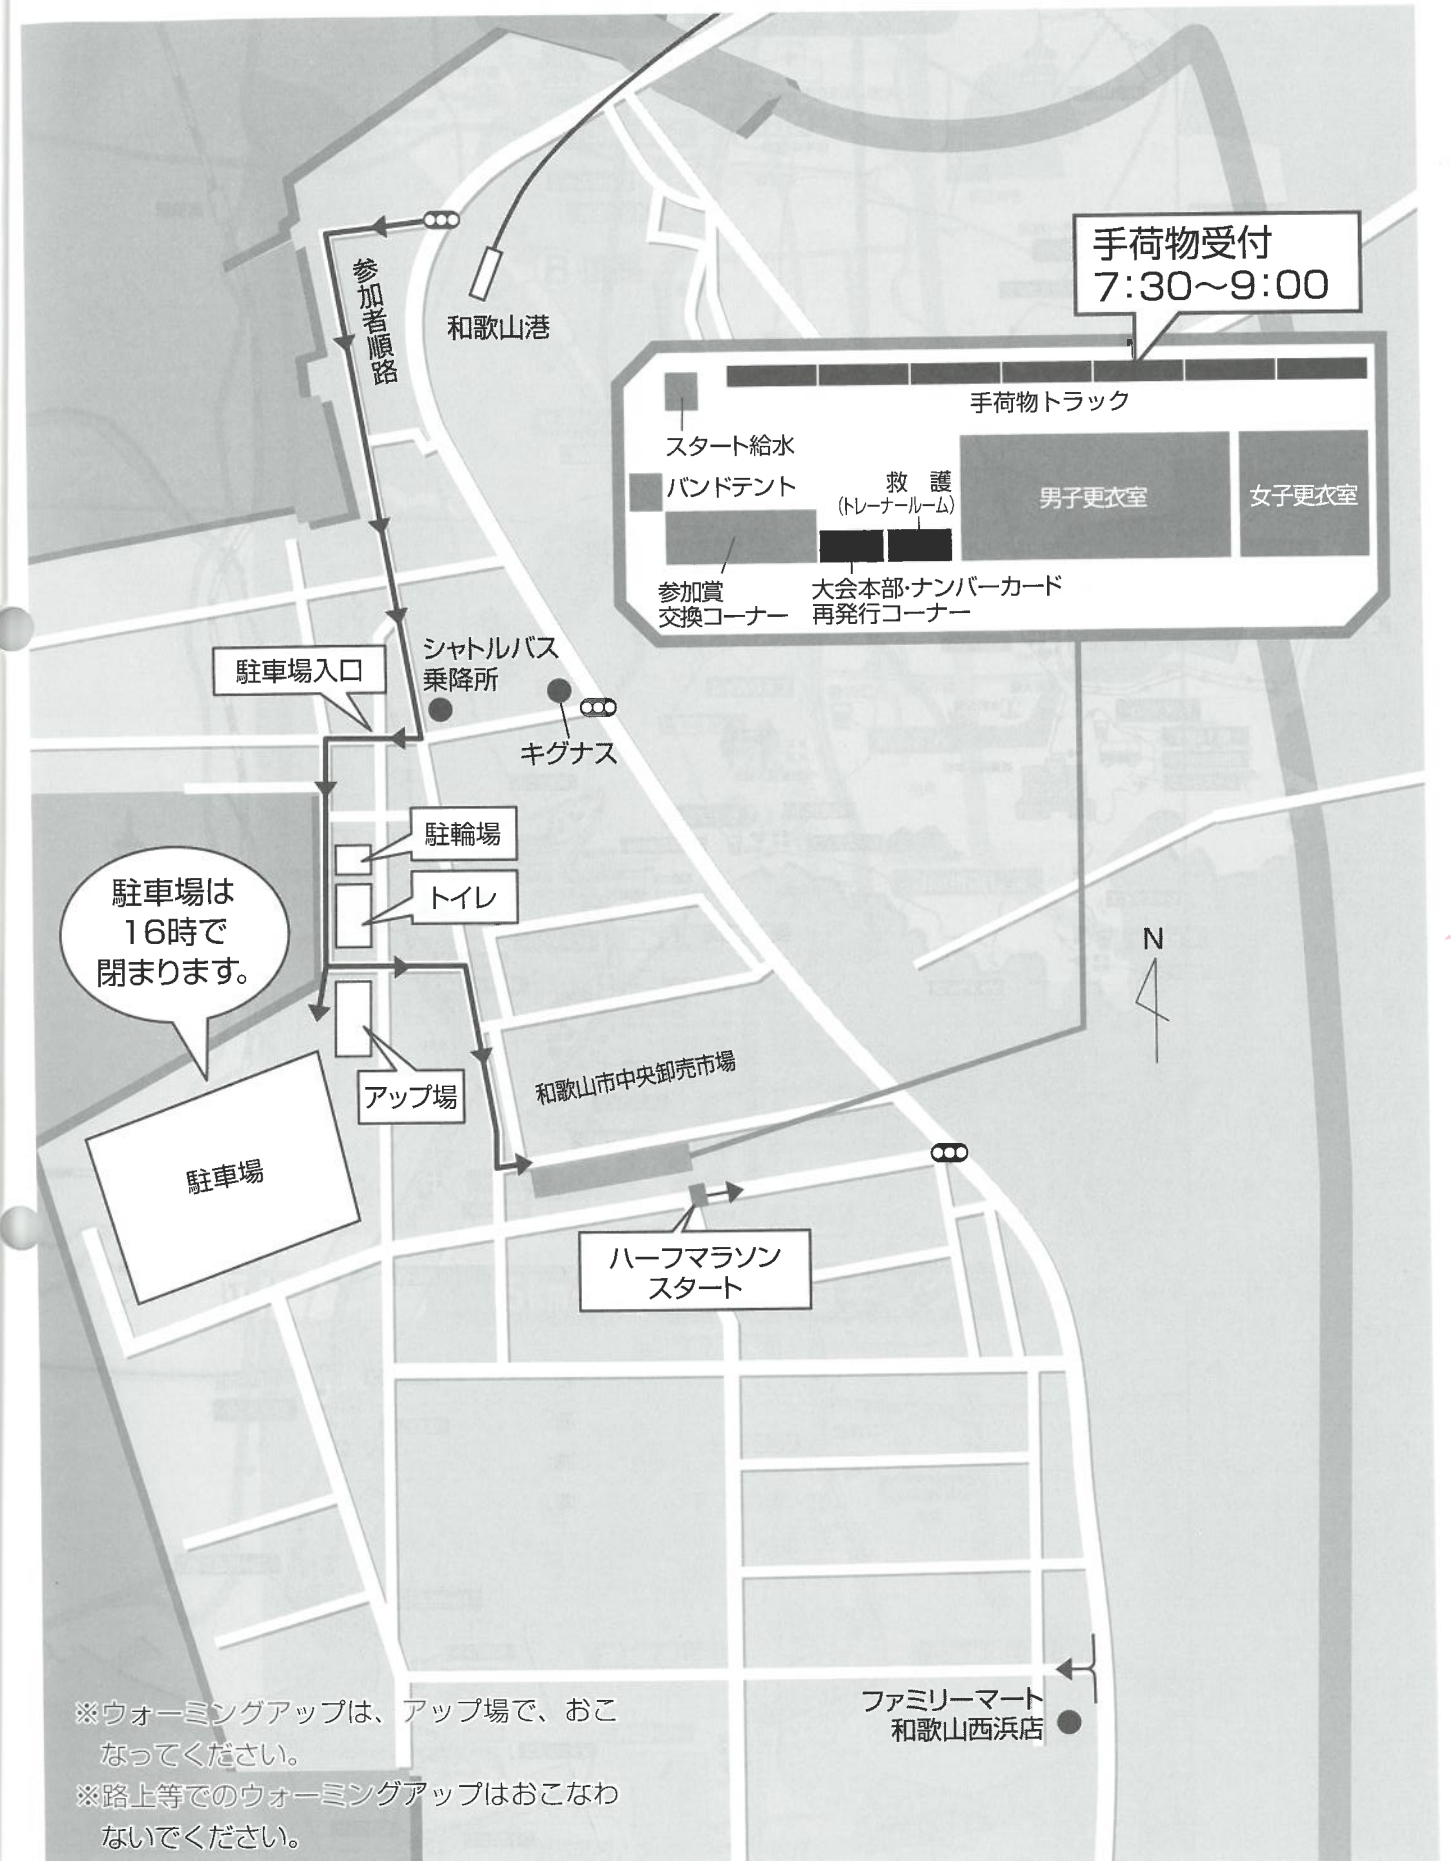 手荷物受付
7:30〜9:00
参加者順路
和歌山港
手荷物トラック
スタート給水
バンドテント
救　護
(トレーナールーム)
男子更衣室
女子更衣室
参加賞
交換コーナー
大会本部・ナンバーカード
再発行コーナー
シャトルバス
乗降所
駐車場入口
キグナス
駐輪場
トイレ
駐車場は
16時で
閉まります。
N
アップ場
和歌山市中央卸売市場
駐車場
ハーフマラソン
スタート
ファミリーマート
和歌山西浜店
※ウォーミングアップは、アップ場で、おこ
なってください。
※路上等でのウォーミングアップはおこなわ
ないでください。